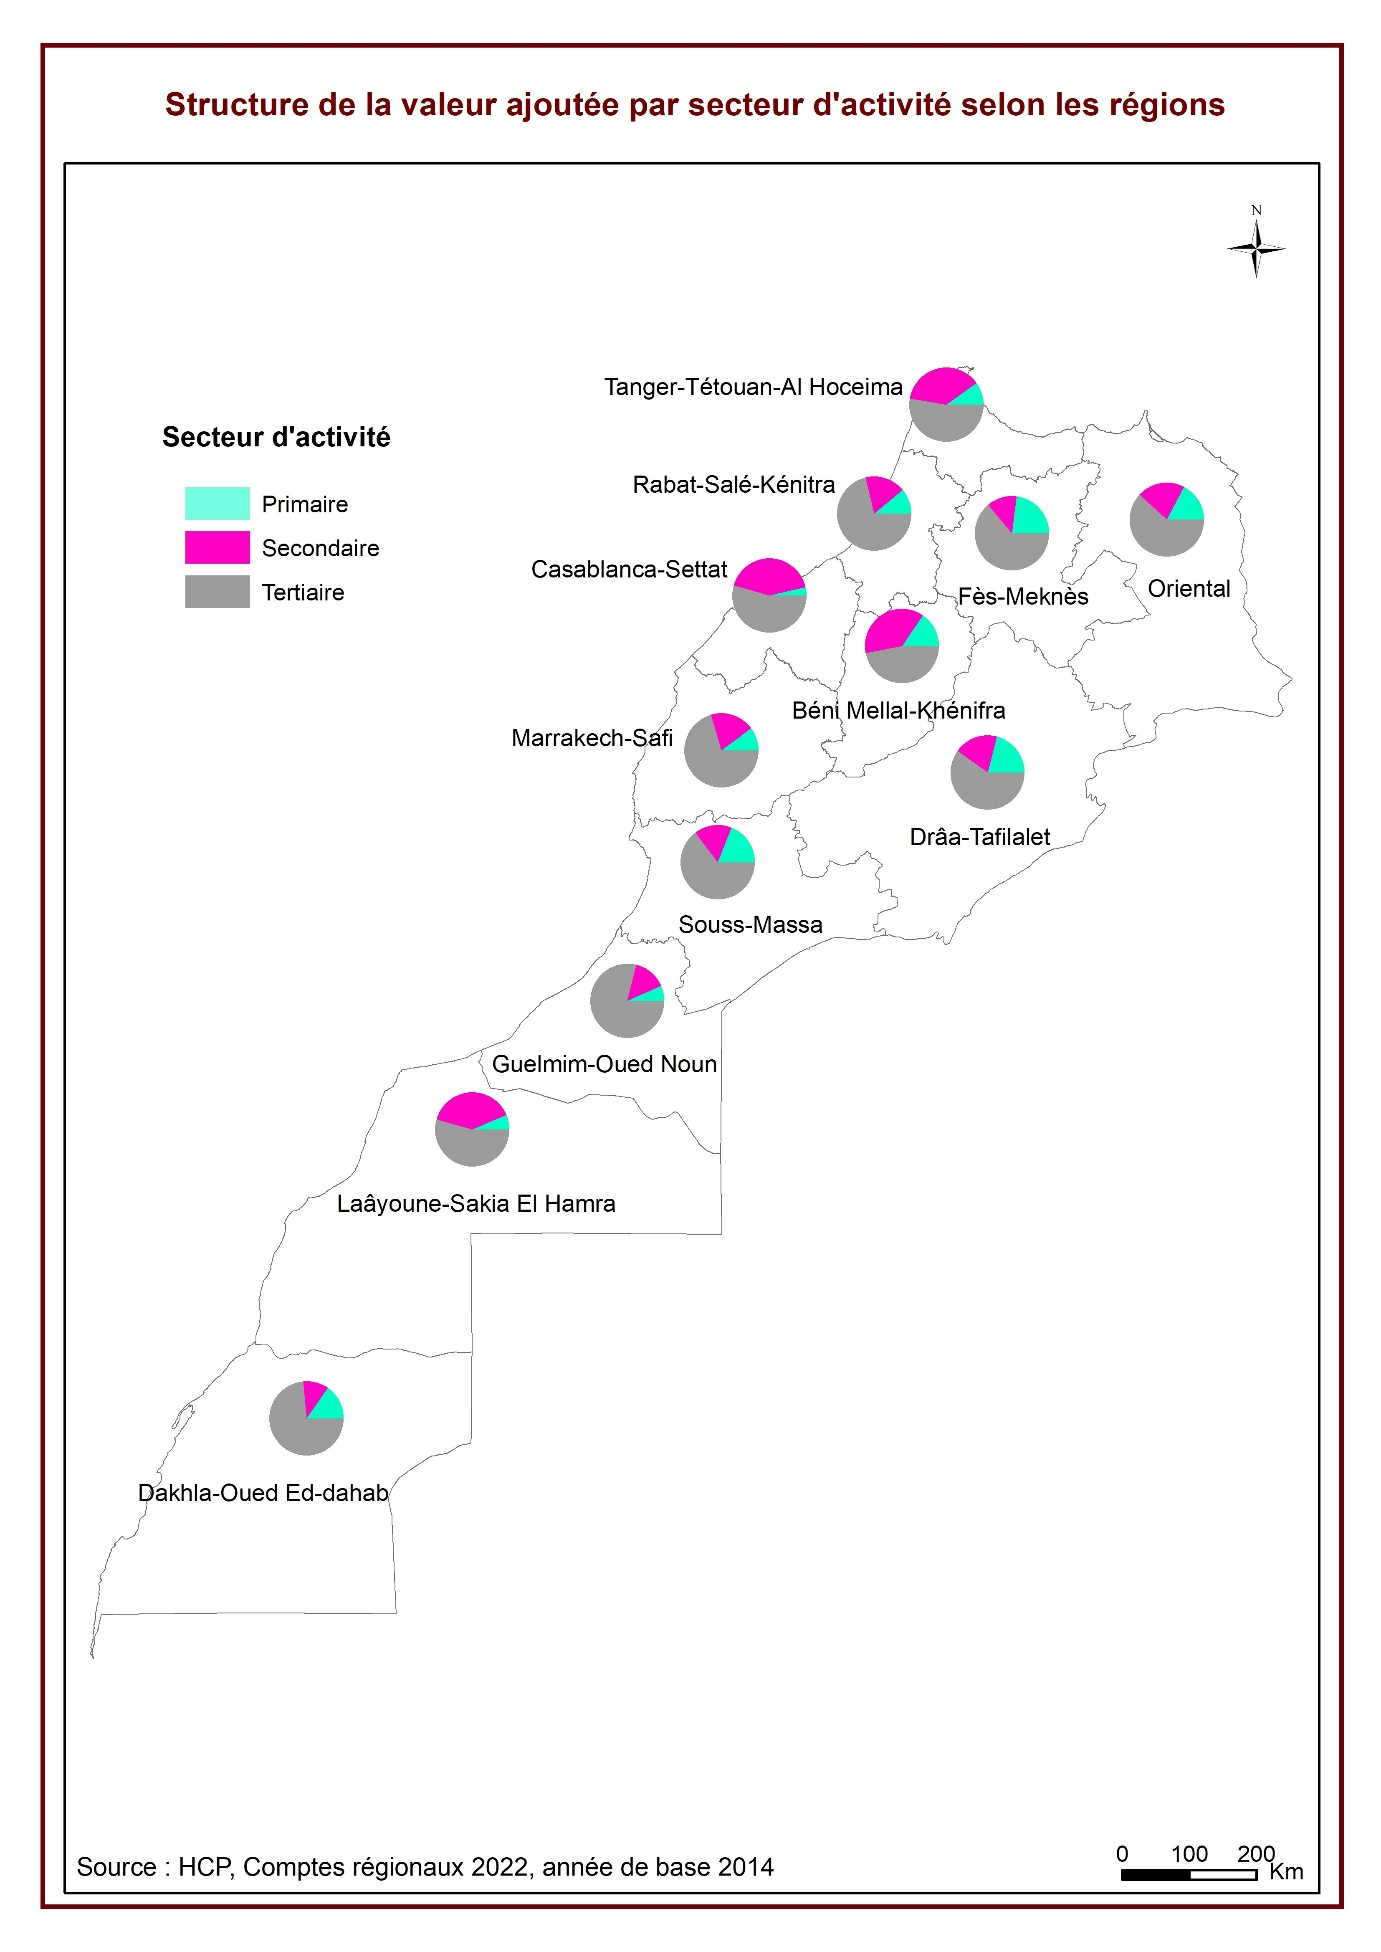 Structure de la valeur ajoutée par secteur d'activité selon les régions
N
Tanger-Tétouan-Al Hoceima
Secteur d'activité
Primaire
Secondaire
Tertiaire
Rabat-Salé-Kénitra
Casablanca-Settat
Fès-Meknès
Oriental
Béni Mellal-Khénifra
Marrakech-Safi
Drâa-Tafilalet
Souss-Massa
Guelmim-Oued Noun
Laâyoune-Sakia El Hamra
Dakhla-Oued Ed-dahab
Source : HCP, Comptes régionaux 2022, année de base 2014
0 100 200
Km